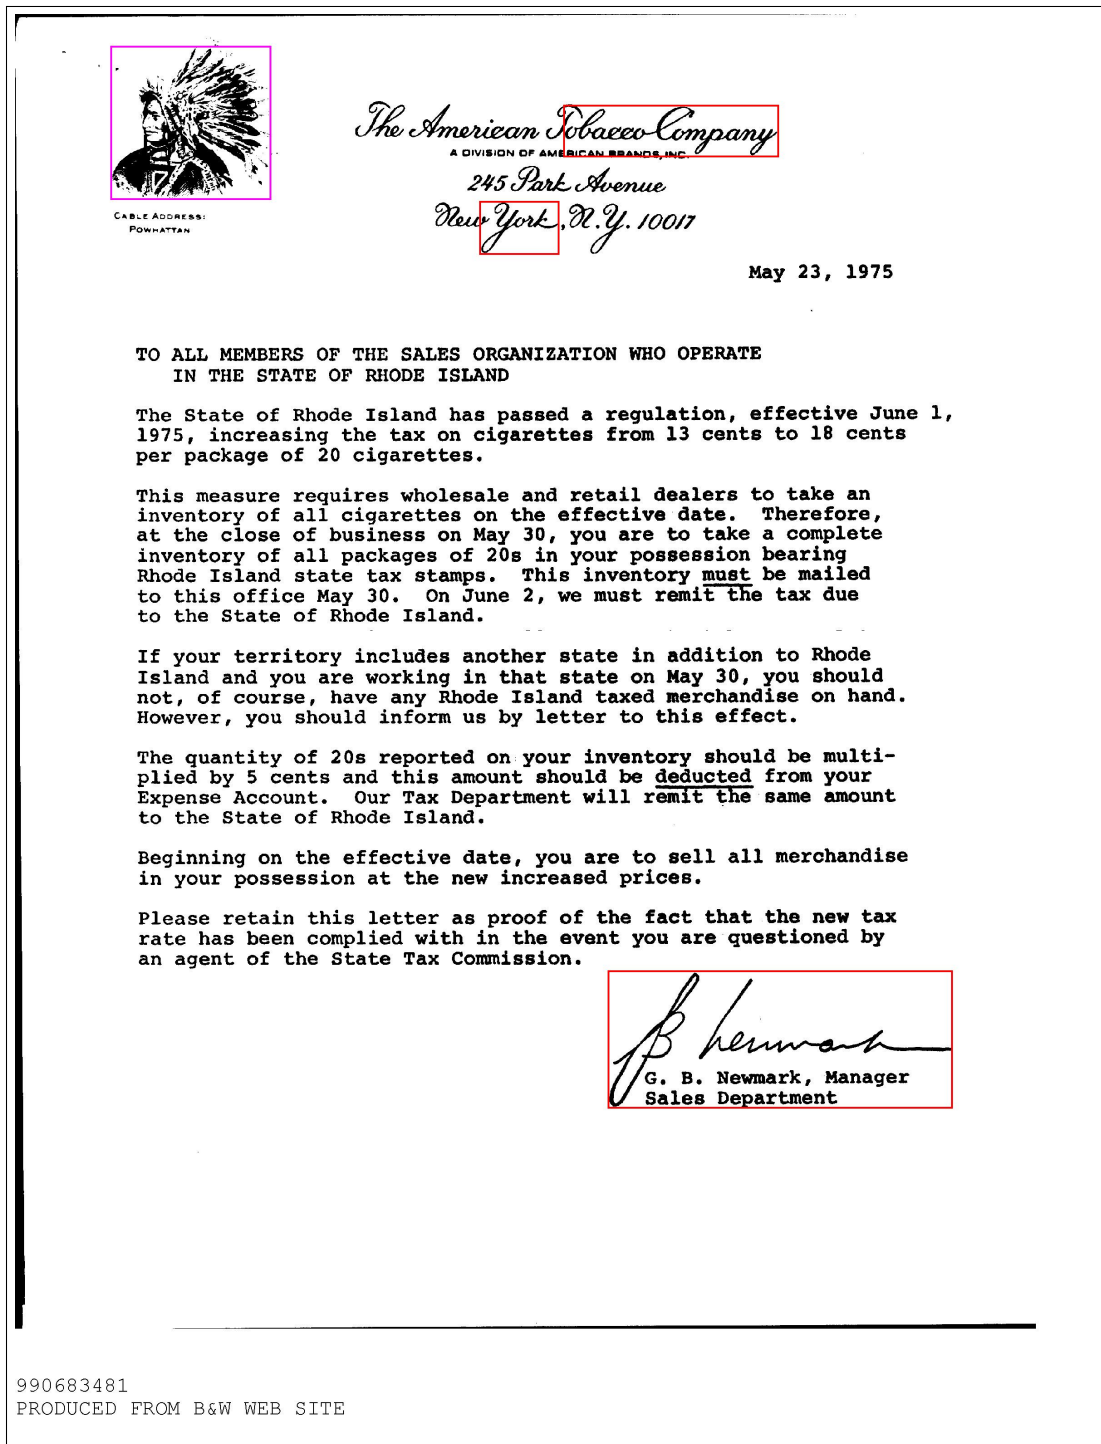 The American Tobacco Company
A DIVISION OF AMERICAN BRANDS, INC.
245 Park Avenue
New York, N.Y. 10017
CABLE ADDRESS:
POWHATTAN
May 23, 1975
TO ALL MEMBERS OF THE SALES ORGANIZATION WHO OPERATE
IN THE STATE OF RHODE ISLAND
The State of Rhode Island has passed a regulation, effective June 1,
1975, increasing the tax on cigarettes from 13 cents to 18 cents
per package of 20 cigarettes.
This measure requires wholesale and retail dealers to take an
inventory of all cigarettes on the effective date. Therefore,
at the close of business on May 30, you are to take a complete
inventory of all packages of 20s in your possession bearing
Rhode Island state tax stamps. This inventory must be mailed
to this office May 30. On June 2, we must remit the tax due
to the State of Rhode Island.
If your territory includes another state in addition to Rhode
Island and you are working in that state on May 30, you should
not, of course, have any Rhode Island taxed merchandise on hand.
However, you should inform us by letter to this effect.
The quantity of 20s reported on your inventory should be multi-
plied by 5 cents and this amount should be deducted from your
Expense Account. Our Tax Department will remit the same amount
to the State of Rhode Island.
Beginning on the effective date, you are to sell all merchandise
in your possession at the new increased prices.
Please retain this letter as proof of the fact that the new tax
rate has been complied with in the event you are questioned by
an agent of the State Tax Commission.
GB Newmark
G. B. Newmark, Manager
Sales Department
990683481
PRODUCED FROM B&W WEB SITE